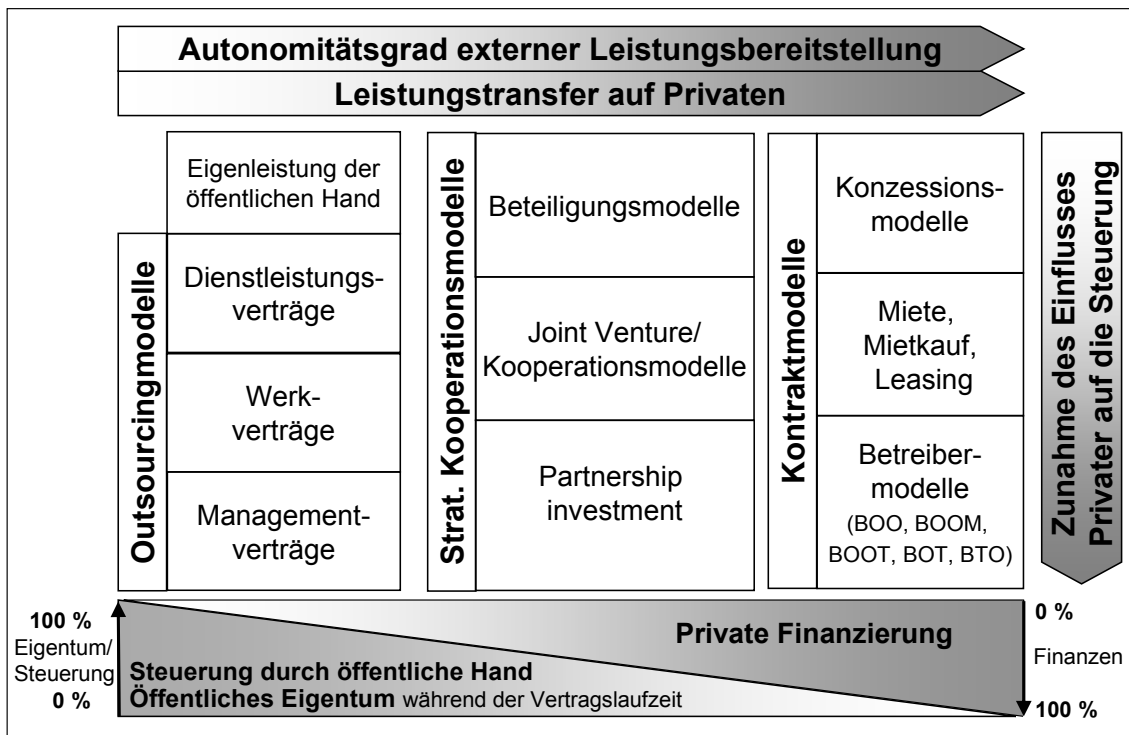 Autonomitätsgrad externer Leistungsbereitstellung
Leistungstransfer auf Privaten
Eigenleistung der
öffentlichen Hand
Outsourcingmodelle
Dienstleistungs-
verträge
Werk-
verträge
Management-
verträge
Strat. Kooperationsmodelle
Beteiligungsmodelle
Joint Venture/
Kooperationsmodelle
Partnership
investment
Kontraktmodelle
Konzessions-
modelle
Miete,
Mietkauf,
Leasing
Betreiber-
modelle
(BOO, BOOM,
BOOT, BOT, BTO)
Zunahme des Einflusses
Privater auf die Steuerung
100 %
Eigentum/
Steuerung
0 %
Private Finanzierung
Steuerung durch öffentliche Hand
Öffentliches Eigentum während der Vertragslaufzeit
0 %
Finanzen
100 %